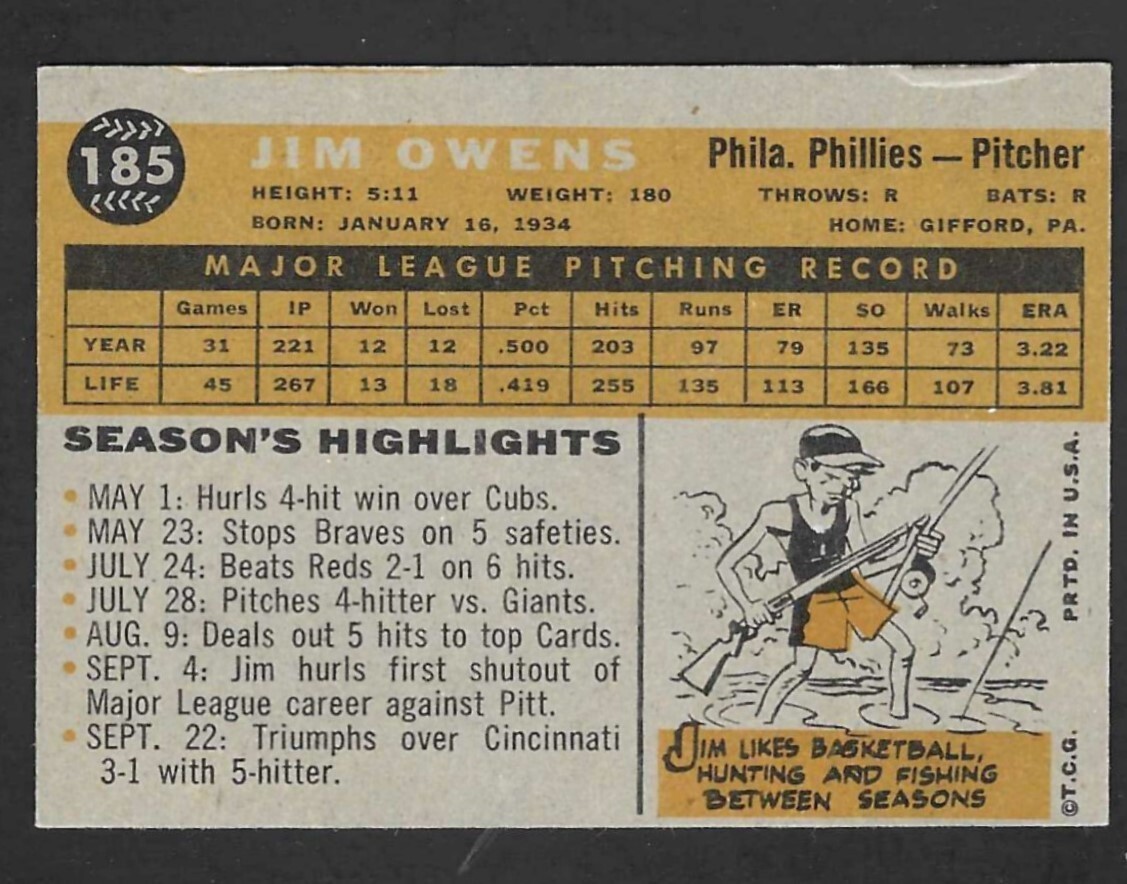 185
JIM OWENS
Phila. Phillies — Pitcher
HEIGHT: 5:11 WEIGHT: 180 THROWS: R BATS: R
BORN: JANUARY 16, 1934 HOME: GIFFORD, PA.
MAJOR LEAGUE PITCHING RECORD
Games IP Won Lost Pct Hits Runs ER SO Walks ERA
YEAR 31 221 12 12 .500 203 97 79 135 73 3.22
LIFE 45 267 13 18 .419 255 135 113 166 107 3.81
SEASON'S HIGHLIGHTS
• MAY 1: Hurls 4-hit win over Cubs.
• MAY 23: Stops Braves on 5 safeties.
• JULY 24: Beats Reds 2-1 on 6 hits.
• JULY 28: Pitches 4-hitter vs. Giants.
• AUG. 9: Deals out 5 hits to top Cards.
• SEPT. 4: Jim hurls first shutout of
Major League career against Pitt.
• SEPT. 22: Triumphs over Cincinnati
3-1 with 5-hitter.
JIM LIKES BASKETBALL,
HUNTING AND FISHING
BETWEEN SEASONS
©T.C.G. PRTD. IN U.S.A.